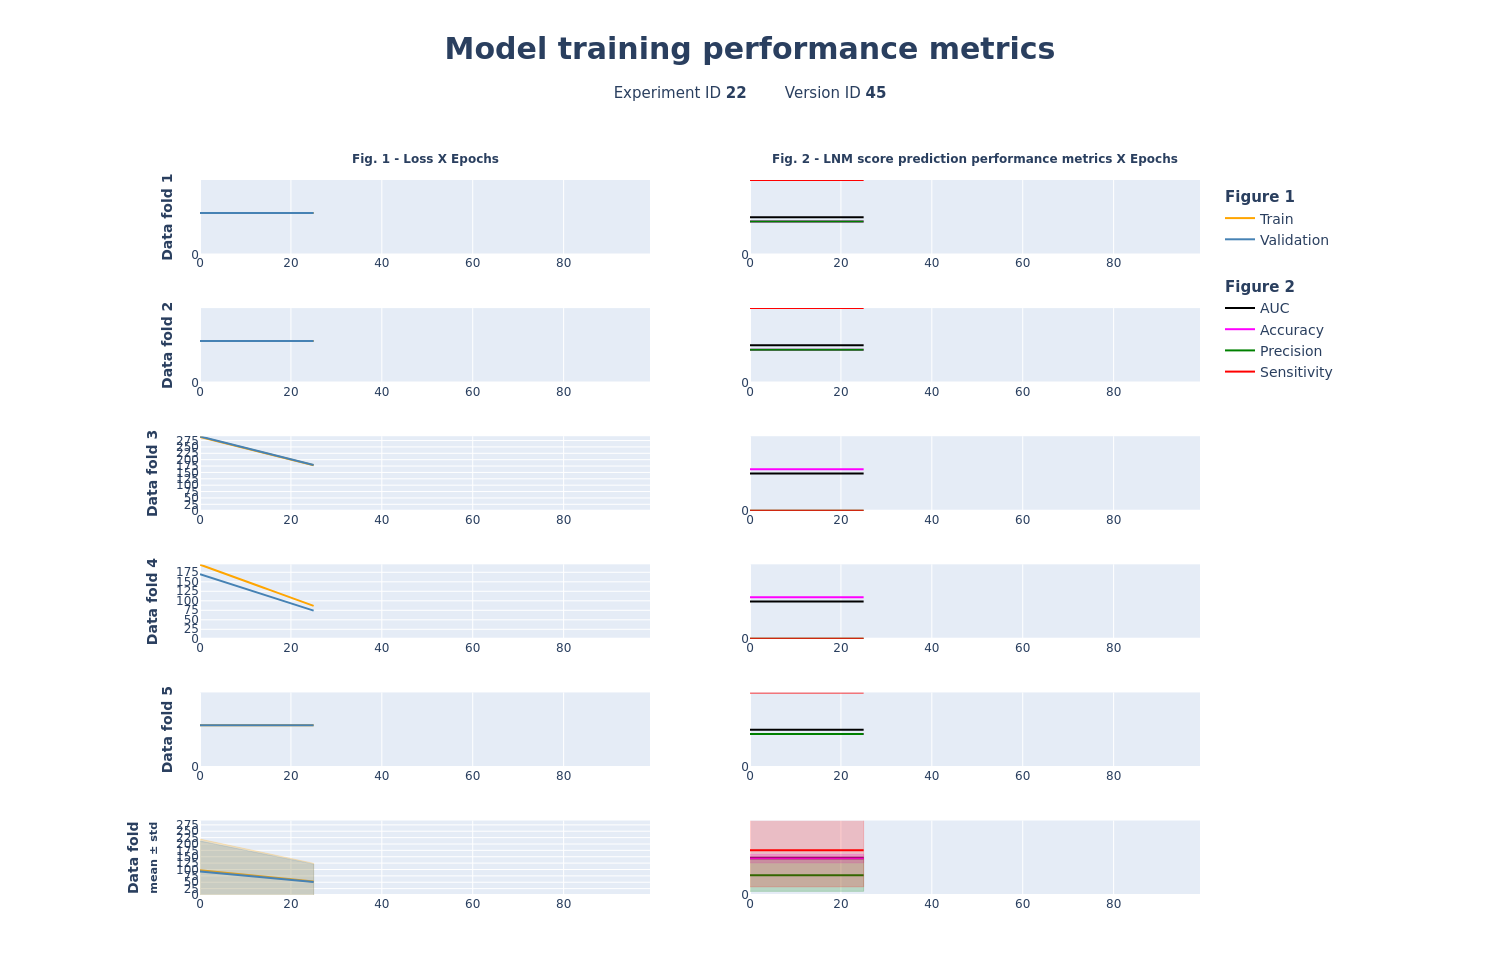 Model training performance metrics
Experiment ID 22 Version ID 45
Fig. 1 - Loss X Epochs
Fig. 2 - LNM score prediction performance metrics X Epochs
Data fold 1
0
0 20 40 60 80
0
0 20 40 60 80
Figure 1
Train
Validation
Figure 2
AUC
Accuracy
Precision
Sensitivity
Data fold 2
0
0 20 40 60 80
0
0 20 40 60 80
Data fold 3
275
250
225
200
175
150
125
100
75
50
25
0
0 20 40 60 80
0
0 20 40 60 80
Data fold 4
175
150
125
100
75
50
25
0
0 20 40 60 80
0
0 20 40 60 80
Data fold 5
0
0 20 40 60 80
0
0 20 40 60 80
Data fold
mean ± std
275
250
225
200
175
150
125
100
75
50
25
0
0 20 40 60 80
0
0 20 40 60 80